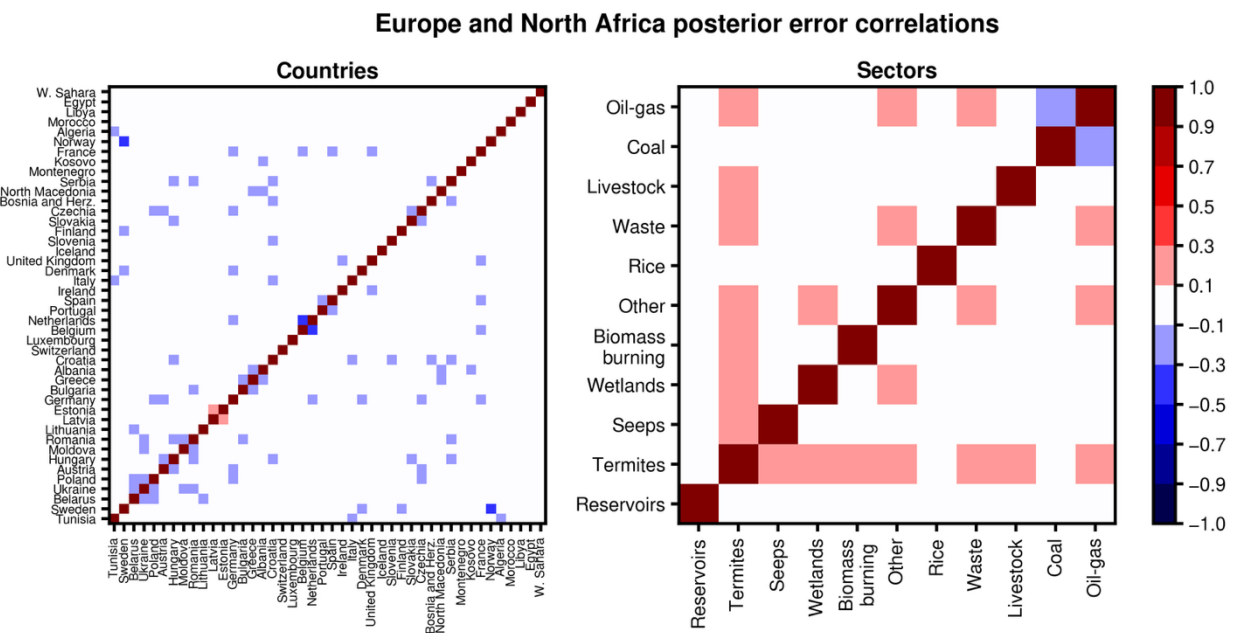 Europe and North Africa posterior error correlations
Countries
W. Sahara
Egypt
Libya
Morocco
Algeria
Norway
France
Kosovo
Montenegro
Serbia
North Macedonia
Bosnia and Herz.
Czechia
Slovakia
Finland
Slovenia
Iceland
United Kingdom
Denmark
Italy
Ireland
Spain
Portugal
Netherlands
Belgium
Luxembourg
Switzerland
Croatia
Albania
Greece
Bulgaria
Germany
Estonia
Latvia
Lithuania
Romania
Moldova
Hungary
Austria
Poland
Ukraine
Belarus
Sweden
Tunisia
Tunisia
Sweden
Belarus
Ukraine
Poland
Austria
Hungary
Moldova
Romania
Lithuania
Latvia
Estonia
Germany
Bulgaria
Greece
Albania
Croatia
Switzerland
Luxembourg
Belgium
Netherlands
Portugal
Spain
Ireland
Italy
Denmark
United Kingdom
Iceland
Slovenia
Finland
Slovakia
Czechia
Bosnia and Herz.
North Macedonia
Serbia
Montenegro
Kosovo
France
Norway
Algeria
Morocco
Libya
Egypt
W. Sahara
Sectors
Oil-gas
Coal
Livestock
Waste
Rice
Other
Biomass
burning
Wetlands
Seeps
Termites
Reservoirs
Reservoirs
Termites
Seeps
Wetlands
Biomass
burning
Other
Rice
Waste
Livestock
Coal
Oil-gas
1.0
0.9
0.7
0.5
0.3
0.1
−0.1
−0.3
−0.5
−0.7
−0.9
−1.0